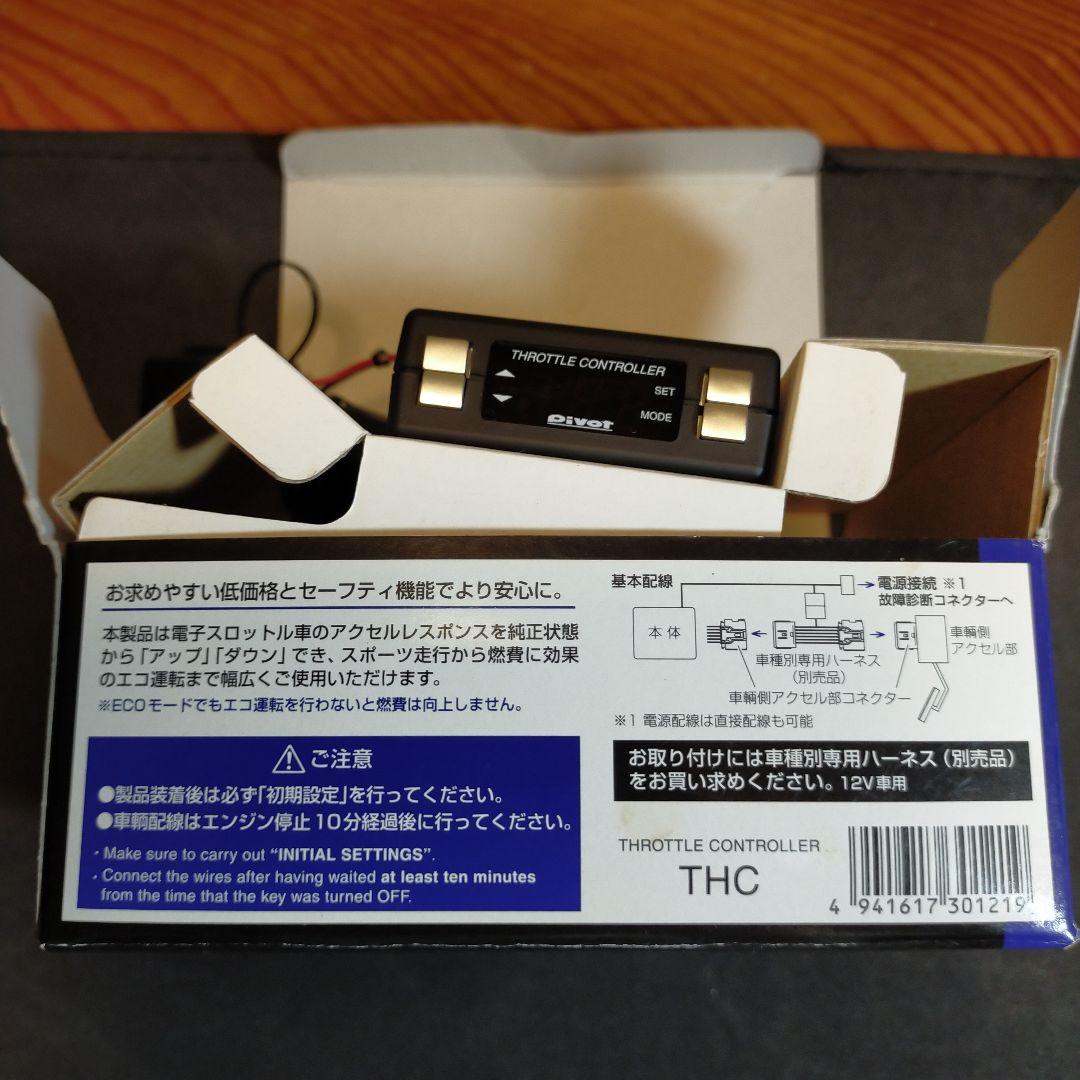 THROTTLE CONTROLLER
SET
MODE
Pivot
お求めやすい低価格とセーフティ機能でより安心に。
本製品は電子スロットル車のアクセルレスポンスを純正状態
から「アップ」「ダウン」でき、スポーツ走行から燃費に効果
のエコ運転まで幅広くご使用いただけます。
※ECOモードでもエコ運転を行わないと燃費は向上しません。
ご注意
●製品装着後は必ず「初期設定」を行ってください。
●車輌配線はエンジン停止10分経過後に行ってください。
・Make sure to carry out “INITIAL SETTINGS”.
・Connect the wires after having waited at least ten minutes
from the time that the key was turned OFF.
基本配線
電源接続 ※1
故障診断コネクターへ
本体
車輌側
アクセル部
車種別専用ハーネス
(別売品)
車輌側アクセル部コネクター
※1 電源配線は直接配線も可能
お取り付けには車種別専用ハーネス(別売品)
をお買い求めください。12V車用
THROTTLE CONTROLLER
THC
4 941617 301219